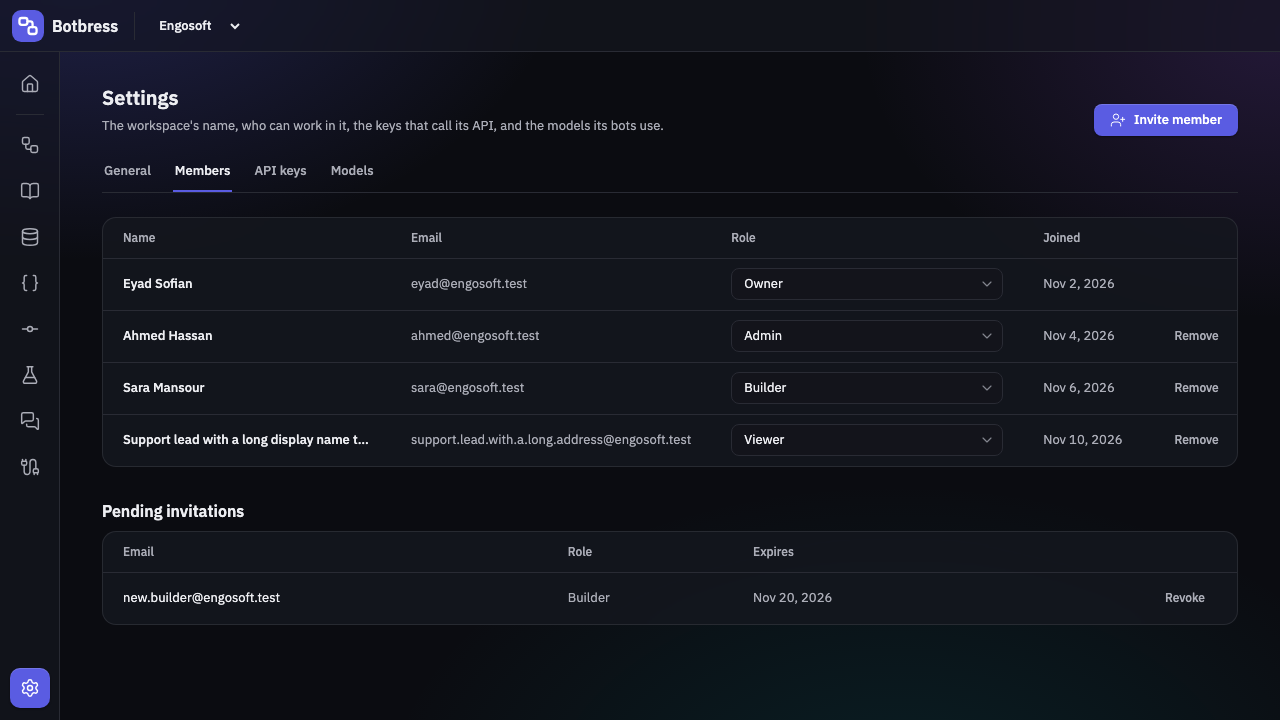 Botbress
Engosoft
Settings
The workspace's name, who can work in it, the keys that call its API, and the models its bots use.
Invite member
General Members API keys Models
Name Email Role Joined
Eyad Sofian eyad@engosoft.test Owner Nov 2, 2026
Ahmed Hassan ahmed@engosoft.test Admin Nov 4, 2026 Remove
Sara Mansour sara@engosoft.test Builder Nov 6, 2026 Remove
Support lead with a long display name t... support.lead.with.a.long.address@engosoft.test Viewer Nov 10, 2026 Remove
Pending invitations
Email Role Expires
new.builder@engosoft.test Builder Nov 20, 2026 Revoke